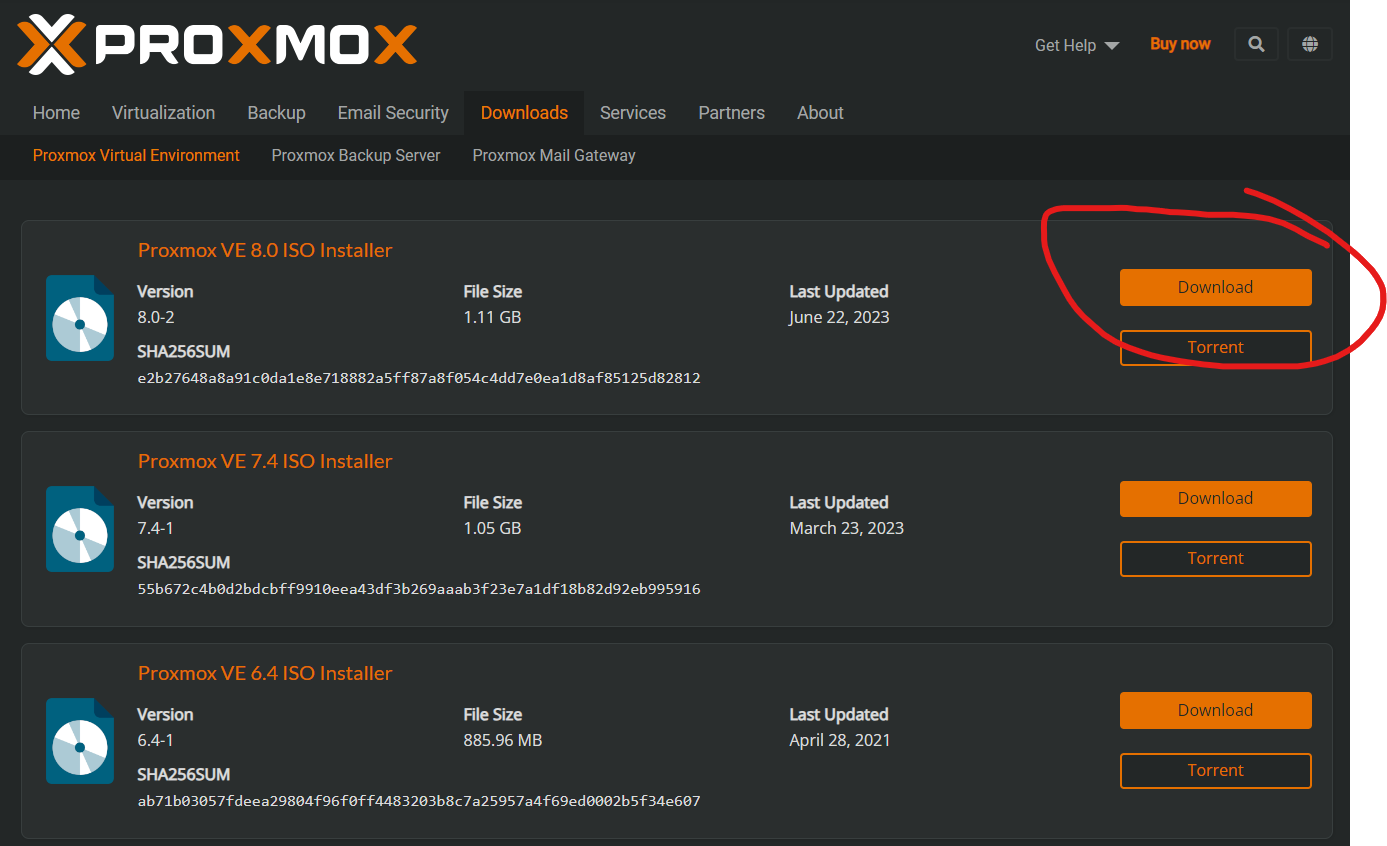 PROXMOX
Get Help Buy now
Home Virtualization Backup Email Security Downloads Services Partners About
Proxmox Virtual Environment Proxmox Backup Server Proxmox Mail Gateway
Proxmox VE 8.0 ISO Installer
Version File Size Last Updated
8.0-2 1.11 GB June 22, 2023
SHA256SUM
e2b27648a8a91c0da1e8e718882a5ff87a8f054c4dd7e0ea1d8af85125d82812
Download
Torrent
Proxmox VE 7.4 ISO Installer
Version File Size Last Updated
7.4-1 1.05 GB March 23, 2023
SHA256SUM
55b672c4b0d2bdcbff9910eea43df3b269aaab3f23e7a1df18b82d92eb995916
Download
Torrent
Proxmox VE 6.4 ISO Installer
Version File Size Last Updated
6.4-1 885.96 MB April 28, 2021
SHA256SUM
ab71b03057fdeea29804f96f0ff4483203b8c7a25957a4f69ed0002b5f34e607
Download
Torrent